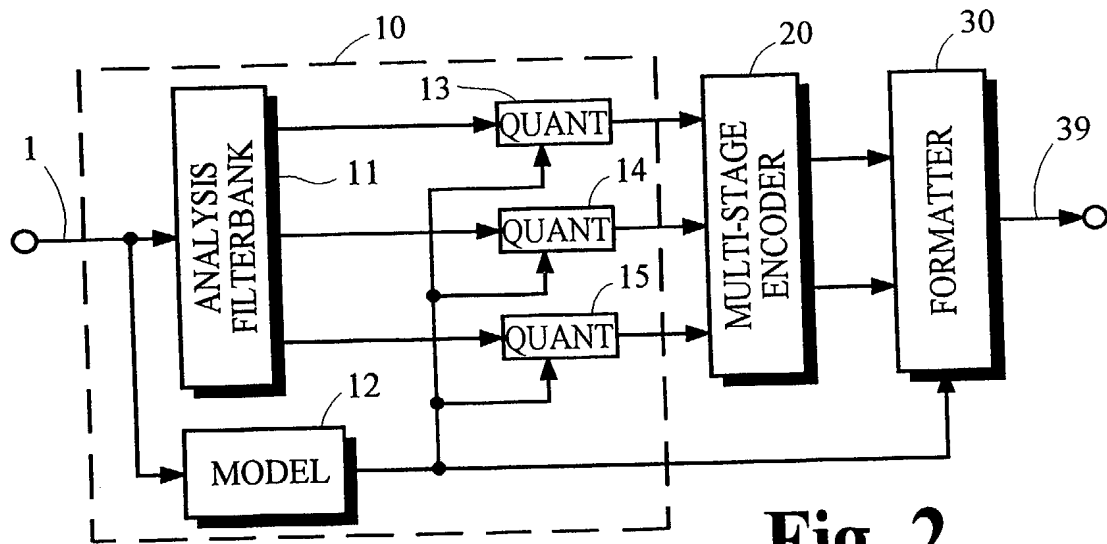 10
20
30
13
QUANT
1
ANALYSIS
FILTERBANK
11
14
QUANT
MULTI-STAGE
ENCODER
FORMATTER
39
15
QUANT
12
MODEL
Fig. 2